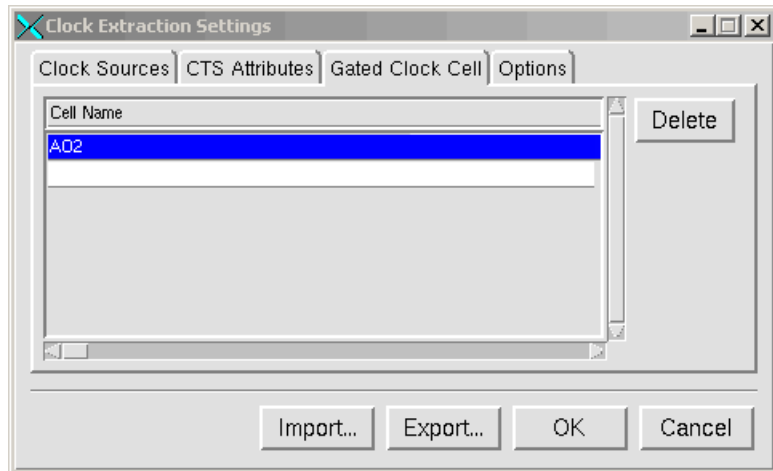 Clock Extraction Settings
Clock Sources CTS Attributes Gated Clock Cell Options
Cell Name
Delete
AO2
Import... Export... OK Cancel